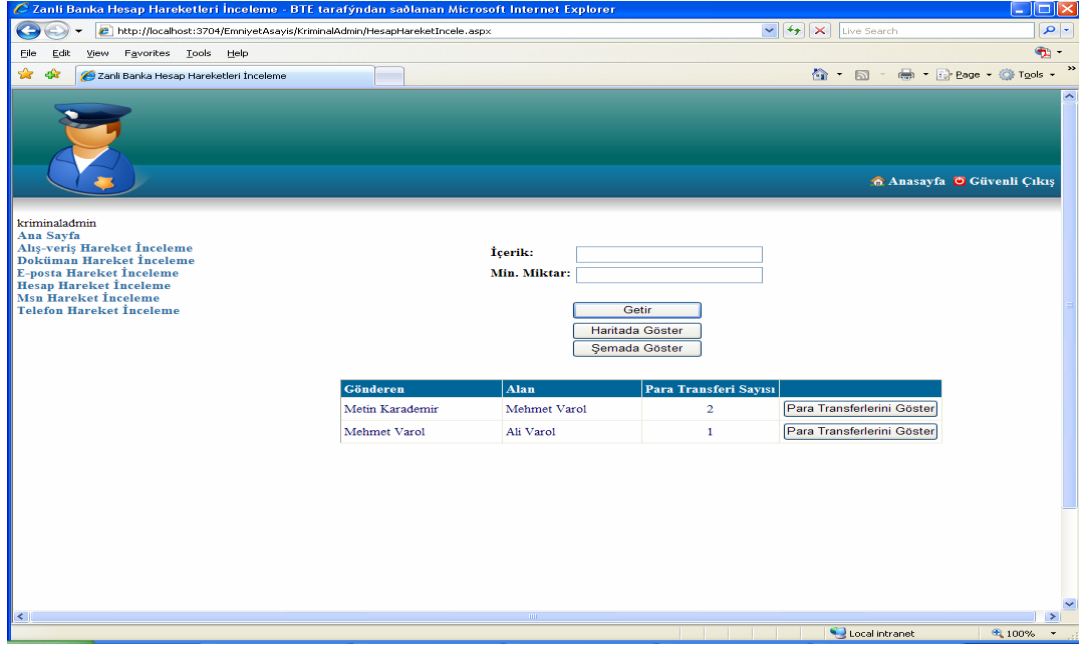 Zanli Banka Hesap Hareketleri İnceleme - BTE tarafýndan saðlanan Microsoft Internet Explorer
http://localhost:3704/EmniyetAsayis/KriminalAdmin/HesapHareketIncele.aspx
Live Search
File Edit View Favorites Tools Help
Zanli Banka Hesap Hareketleri İnceleme
Page Tools
Anasayfa Güvenli Çıkış
kriminaladmin
Ana Sayfa
Alış-veriş Hareket İnceleme
Doküman Hareket İnceleme
E-posta Hareket İnceleme
Hesap Hareket İnceleme
Msn Hareket İnceleme
Telefon Hareket İnceleme
İçerik:
Min. Miktar:
Getir
Haritada Göster
Şemada Göster
Gönderen Alan Para Transferi Sayısı
Metin Karademir Mehmet Varol 2 Para Transferlerini Göster
Mehmet Varol Ali Varol 1 Para Transferlerini Göster
Local intranet 100%